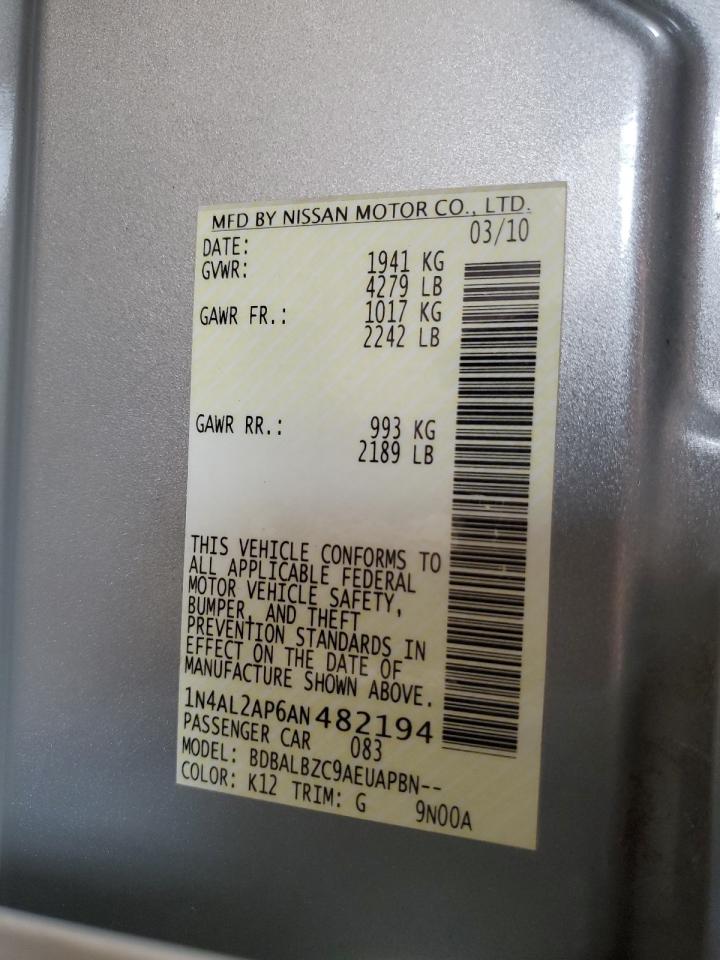 MFD BY NISSAN MOTOR CO., LTD.
DATE: 03/10
GVWR: 1941 KG
4279 LB
GAWR FR.: 1017 KG
2242 LB
GAWR RR.: 993 KG
2189 LB
THIS VEHICLE CONFORMS TO
ALL APPLICABLE FEDERAL
MOTOR VEHICLE SAFETY,
BUMPER, AND THEFT
PREVENTION STANDARDS IN
EFFECT ON THE DATE OF
MANUFACTURE SHOWN ABOVE.
1N4AL2AP6AN482194
PASSENGER CAR 083
MODEL: BDBALBZC9AEUAPBN--
COLOR: K12 TRIM: G 9N00A